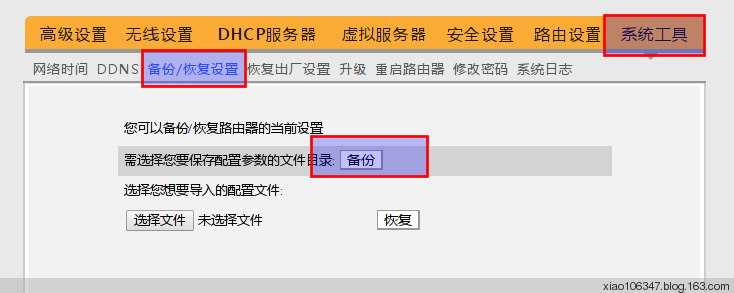 高级设置 无线设置 DHCP服务器 虚拟服务器 安全设置 路由设置 系统工具
网络时间 DDNS 备份/恢复设置 恢复出厂设置 升级 重启路由器 修改密码 系统日志
您可以备份/恢复路由器的当前设置
需选择您要保存配置参数的文件目录: 备份
选择您想要导入的配置文件:
选择文件 未选择文件 恢复
xiao106347.blog.163.com